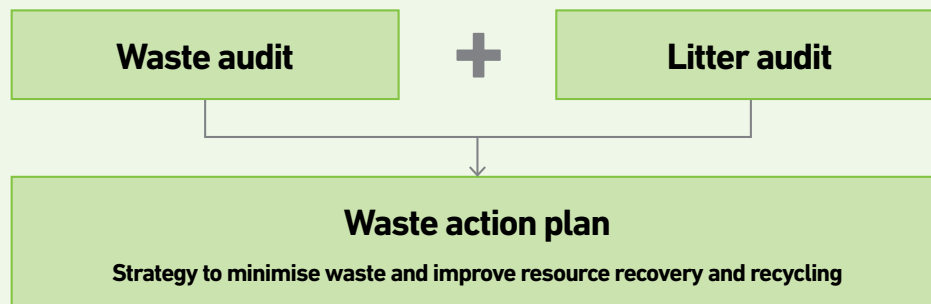 Waste audit
+
Litter audit
Waste action plan
Strategy to minimise waste and improve resource recovery and recycling